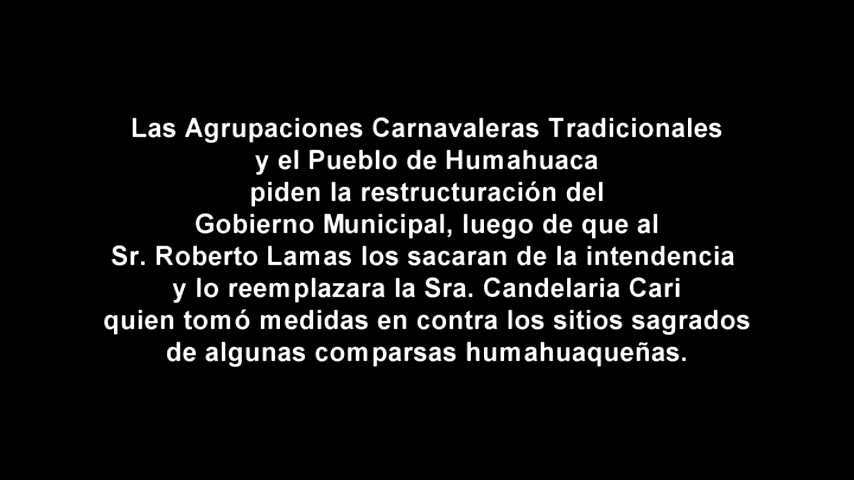 Las Agrupaciones Carnavaleras Tradicionales
y el Pueblo de Humahuaca
piden la restructuración del
Gobierno Municipal, luego de que al
Sr. Roberto Lamas los sacaran de la intendencia
y lo reemplazara la Sra. Candelaria Cari
quien tomó medidas en contra los sitios sagrados
de algunas comparsas humahuaqueñas.